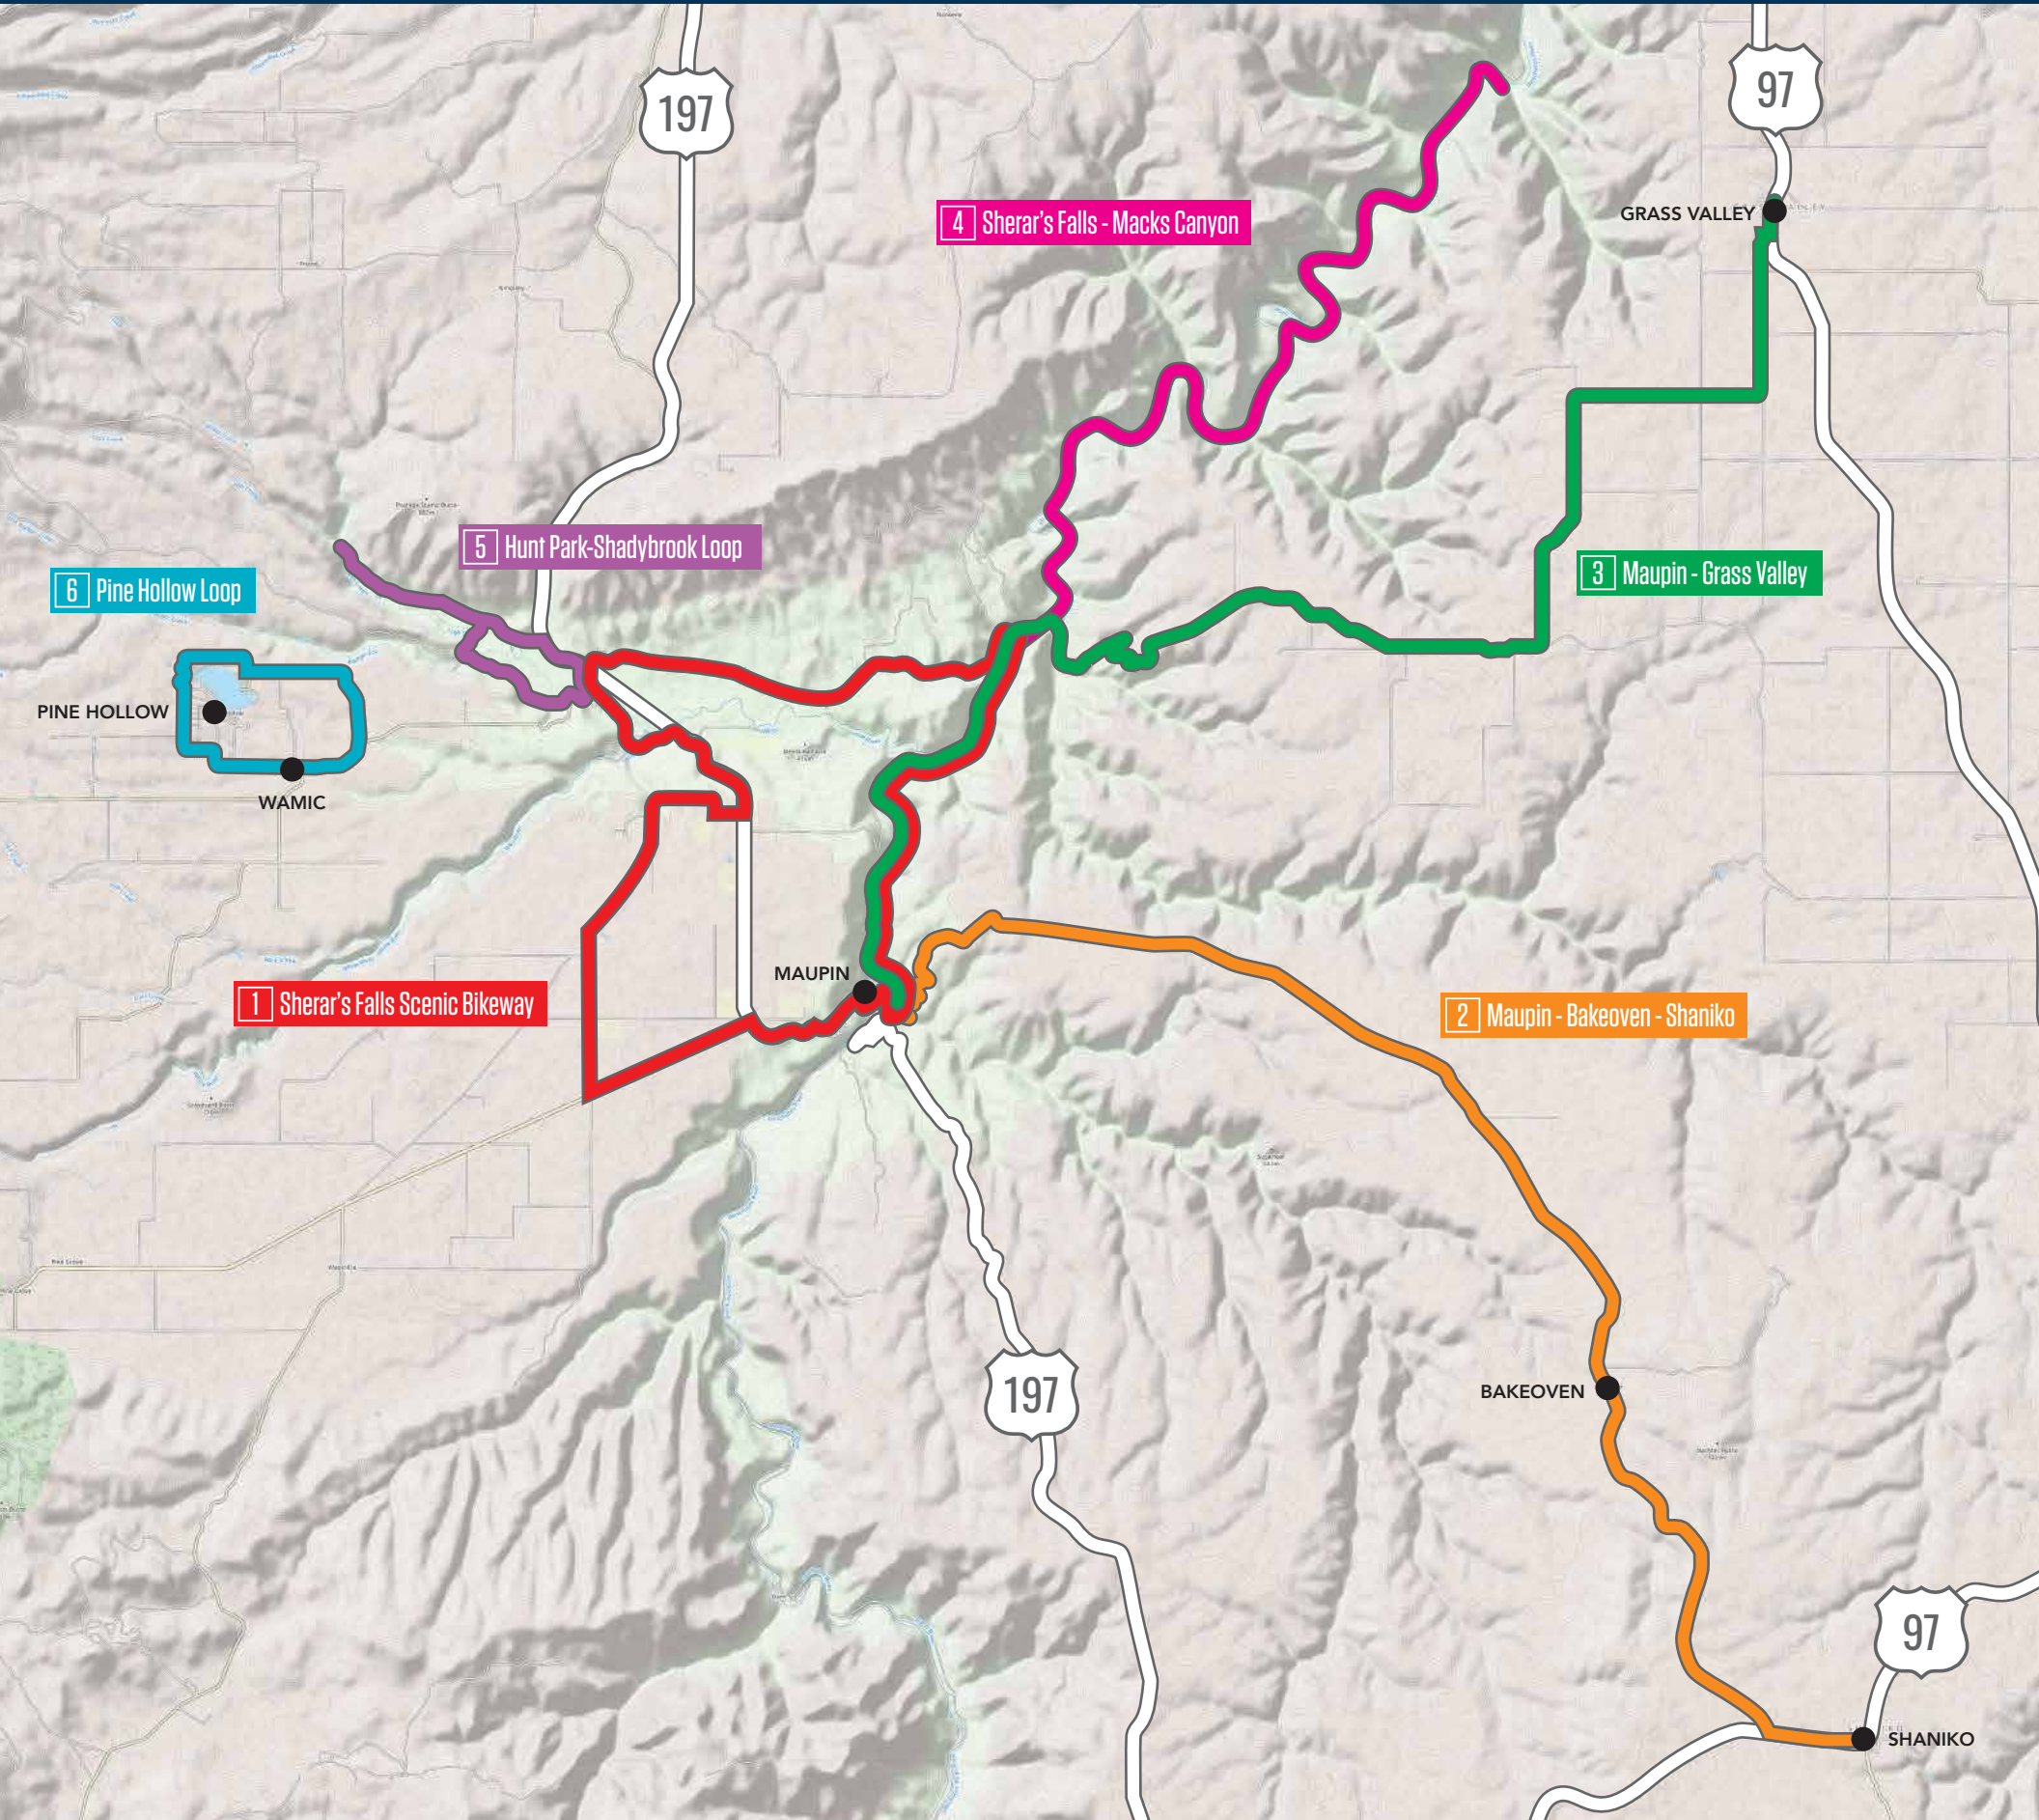 197
97
4 Sherar's Falls - Macks Canyon
GRASS VALLEY
5 Hunt Park-Shadybrook Loop
6 Pine Hollow Loop
3 Maupin - Grass Valley
PINE HOLLOW
WAMIC
MAUPIN
1 Sherar's Falls Scenic Bikeway
2 Maupin - Bakeoven - Shaniko
197
BAKEOVEN
97
SHANIKO